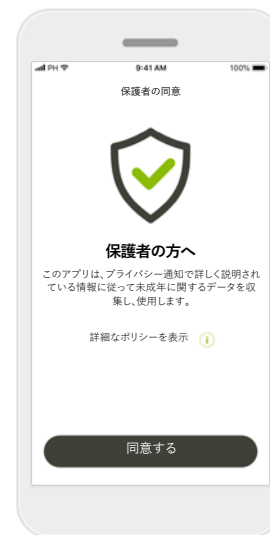 PH 9:41 AM 100%
保護者の同意
保護者の方へ
このアプリは、プライバシー通知で詳しく説明され
ている情報に従って未成年に関するデータを収
集し、使用します。
詳細なポリシーを表示 i
同意する